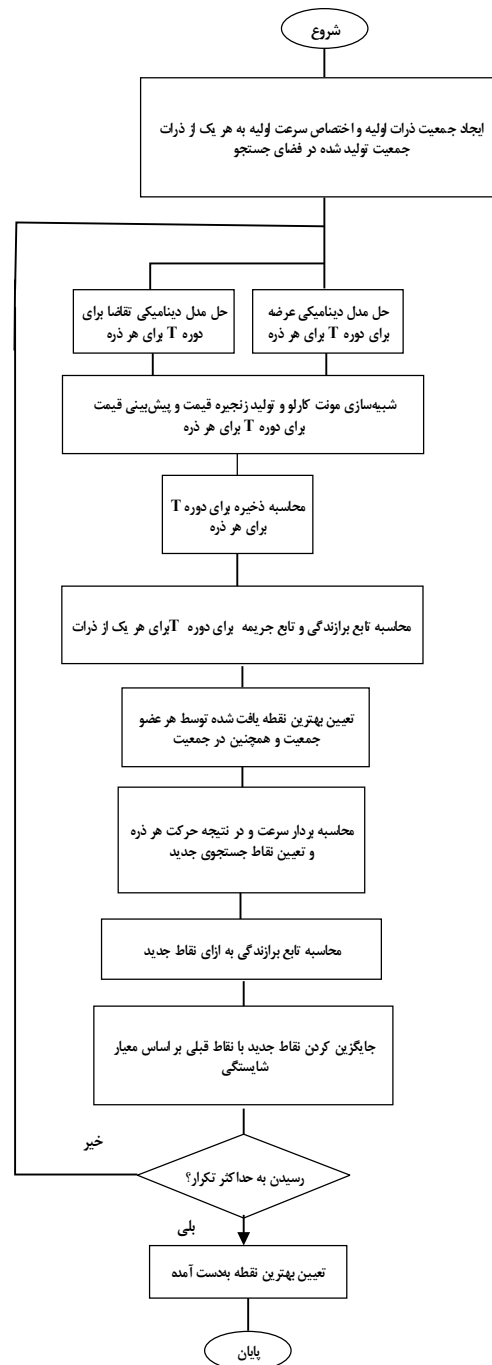 شروع
ایجاد جمعیت ذرات اولیه و اختصاص سرعت اولیه به هر یک از ذرات
جمعیت تولید شده در فضای جستجو
حل مدل دینامیکی عرضه
برای دوره T برای هر ذره
حل مدل دینامیکی تقاضا برای
دوره T برای هر ذره
شبیه‌سازی مونت کارلو و تولید زنجیره قیمت و پیش‌بینی قیمت
برای دوره T برای هر ذره
محاسبه ذخیره برای دوره T
برای هر ذره
محاسبه تابع برازندگی و تابع جریمه برای دوره Tبرای هر یک از ذرات
تعیین بهترین نقطه یافت شده توسط هر عضو
جمعیت و همچنین در جمعیت
محاسبه بردار سرعت و در نتیجه حرکت هر ذره
و تعیین نقاط جستجوی جدید
محاسبه تابع برازندگی به ازای نقاط جدید
جایگزین کردن نقاط جدید با نقاط قبلی بر اساس معیار
شایستگی
خیر
رسیدن به حداکثر تکرار؟
بلی
تعیین بهترین نقطه به‌دست آمده
پایان